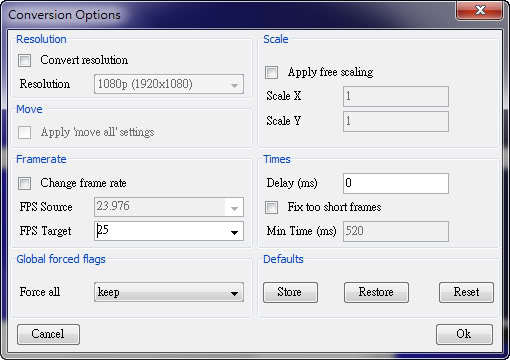 Conversion Options
Resolution
Convert resolution
Resolution 1080p (1920x1080)
Move
Apply 'move all' settings
Framerate
Change frame rate
FPS Source 23.976
FPS Target 25
Global forced flags
Force all keep
Cancel
Scale
Apply free scaling
Scale X 1
Scale Y 1
Times
Delay (ms) 0
Fix too short frames
Min Time (ms) 520
Defaults
Store Restore Reset
Ok